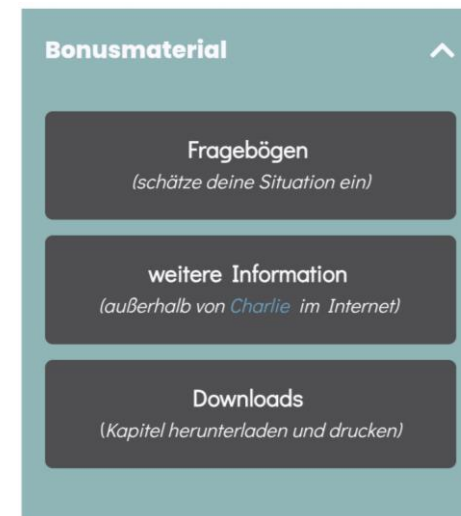 Bonusmaterial
Fragebögen
(schätze deine Situation ein)
weitere Information
(außerhalb von Charlie im Internet)
Downloads
(Kapitel herunterladen und drucken)